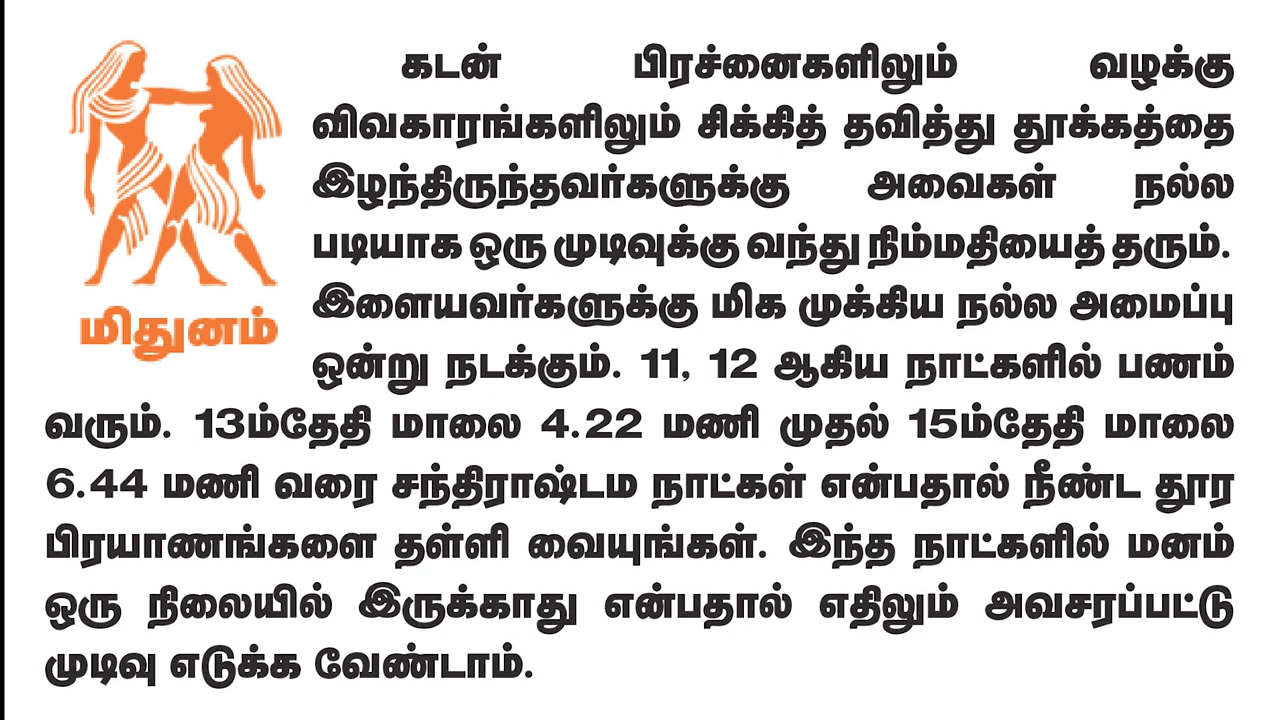 கடன் பிரச்னைகளிலும் வழக்கு
விவகாரங்களிலும் சிக்கித் தவித்து தூக்கத்தை
இழந்திருந்தவர்களுக்கு அவைகள் நல்ல
படியாக ஒரு முடிவுக்கு வந்து நிம்மதியைத் தரும்.
இளையவர்களுக்கு மிக முக்கிய நல்ல அமைப்பு
மிதுனம்
ஒன்று நடக்கும். 11, 12 ஆகிய நாட்களில் பணம்
வரும். 13ம்தேதி மாலை 4.22 மணி முதல் 15ம்தேதி மாலை
6.44 மணி வரை சந்திராஷ்டம நாட்கள் என்பதால் நீண்ட தூர
பிரயாணங்களை தள்ளி வையுங்கள். இந்த நாட்களில் மனம்
ஒரு நிலையில் இருக்காது என்பதால் எதிலும் அவசரப்பட்டு
முடிவு எடுக்க வேண்டாம்.